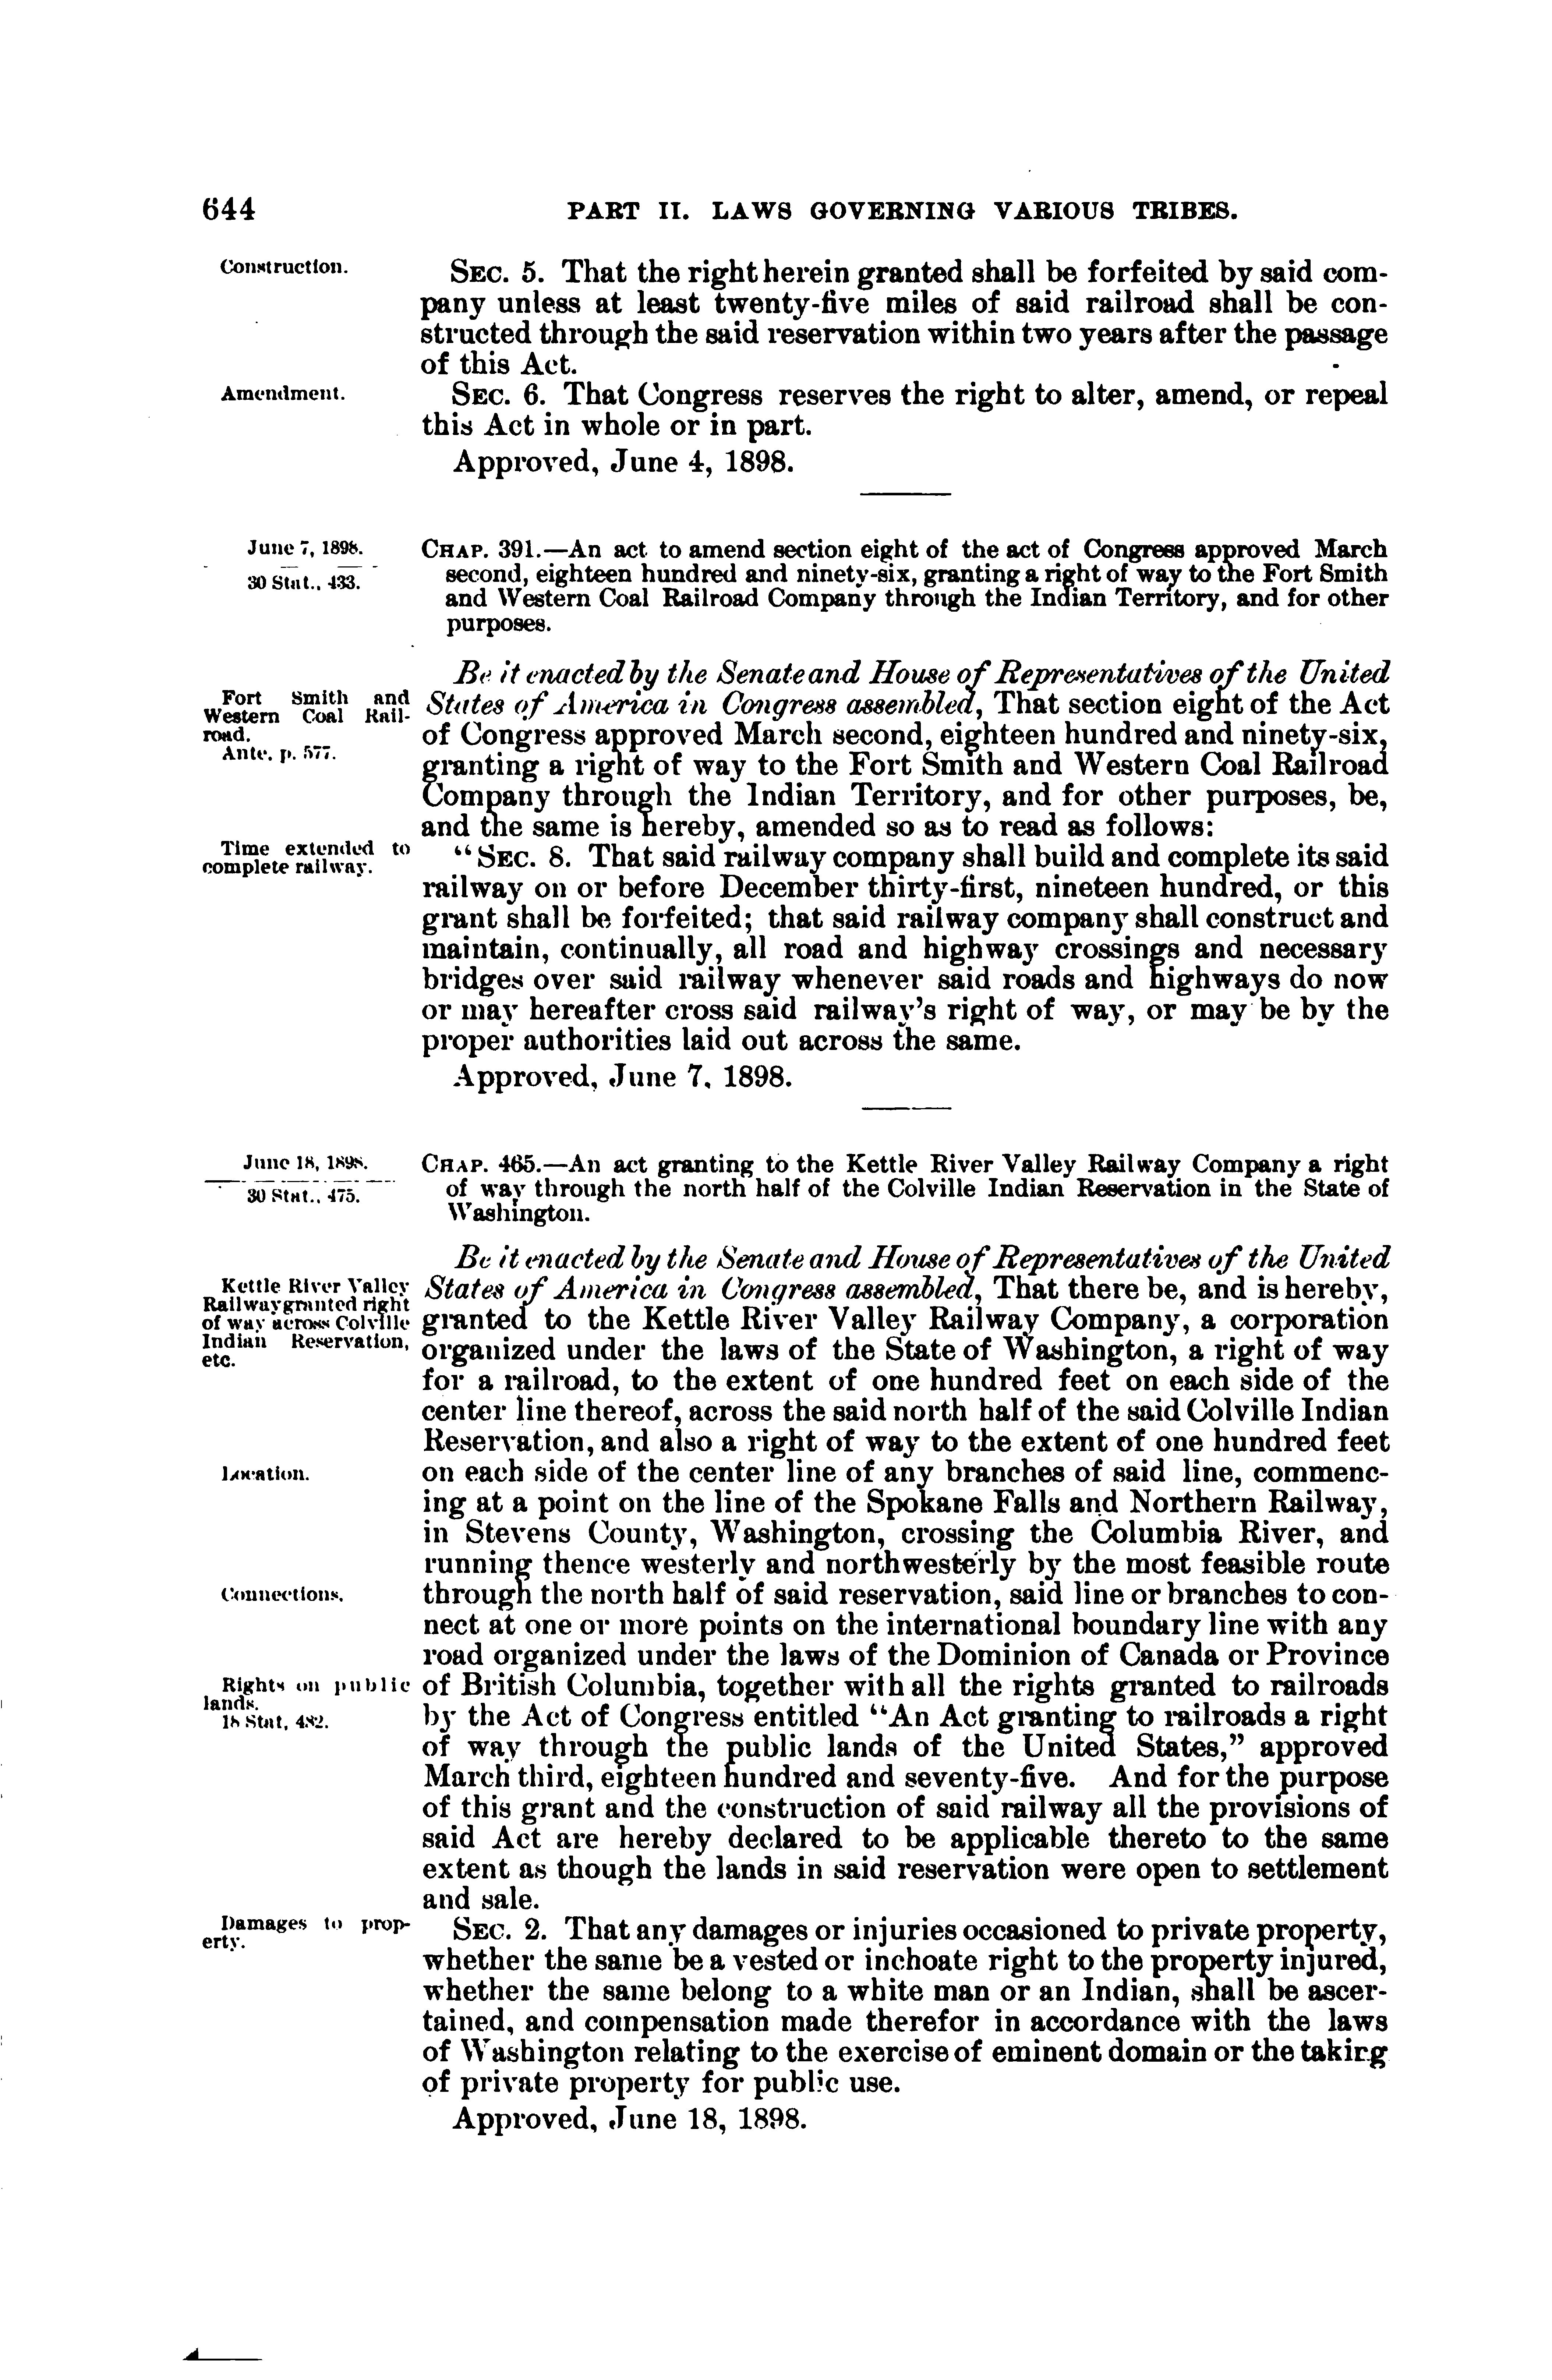 644
PART II. LAWS GOVERNING VARIOUS TRIBES.
Construction.
SEC. 5. That the right herein granted shall be forfeited by said com-
pany unless at least twenty-five miles of said railroad shall be con-
structed through the said reservation within two years after the passage
of this Act.
Amendment.
SEC. 6. That Congress reserves the right to alter, amend, or repeal
this Act in whole or in part.
Approved, June 4, 1898.
June 7, 1898.
30 Stat., 433.
CHAP. 391.—An act to amend section eight of the act of Congress approved March
second, eighteen hundred and ninety-six, granting a right of way to the Fort Smith
and Western Coal Railroad Company through the Indian Territory, and for other
purposes.
Be it enacted by the Senate and House of Representatives of the United
Fort Smith and
Western Coal Rail-
road.
Ante, p. 577.
States of America in Congress assembled, That section eight of the Act
of Congress approved March second, eighteen hundred and ninety-six,
granting a right of way to the Fort Smith and Western Coal Railroad
Company through the Indian Territory, and for other purposes, be,
and the same is hereby, amended so as to read as follows:
Time extended to
complete railway.
“SEC. 8. That said railway company shall build and complete its said
railway on or before December thirty-first, nineteen hundred, or this
grant shall be forfeited; that said railway company shall construct and
maintain, continually, all road and highway crossings and necessary
bridges over said railway whenever said roads and highways do now
or may hereafter cross said railway's right of way, or may be by the
proper authorities laid out across the same.
Approved, June 7, 1898.
June 18, 1898.
30 Stat., 475.
CHAP. 465.—An act granting to the Kettle River Valley Railway Company a right
of way through the north half of the Colville Indian Reservation in the State of
Washington.
Be it enacted by the Senate and House of Representatives of the United
Kettle River Valley
Railway granted right
of way across Colville
Indian Reservation,
etc.
States of America in Congress assembled, That there be, and is hereby,
granted to the Kettle River Valley Railway Company, a corporation
organized under the laws of the State of Washington, a right of way
for a railroad, to the extent of one hundred feet on each side of the
center line thereof, across the said north half of the said Colville Indian
Reservation, and also a right of way to the extent of one hundred feet
Location.
on each side of the center line of any branches of said line, commenc-
ing at a point on the line of the Spokane Falls and Northern Railway,
in Stevens County, Washington, crossing the Columbia River, and
running thence westerly and northwesterly by the most feasible route
Connections.
through the north half of said reservation, said line or branches to con-
nect at one or more points on the international boundary line with any
road organized under the laws of the Dominion of Canada or Province
Rights on public
lands.
18 Stat, 482.
of British Columbia, together with all the rights granted to railroads
by the Act of Congress entitled “An Act granting to railroads a right
of way through the public lands of the United States,” approved
March third, eighteen hundred and seventy-five. And for the purpose
of this grant and the construction of said railway all the provisions of
said Act are hereby declared to be applicable thereto to the same
extent as though the lands in said reservation were open to settlement
and sale.
Damages to prop-
erty.
SEC. 2. That any damages or injuries occasioned to private property,
whether the same be a vested or inchoate right to the property injured,
whether the same belong to a white man or an Indian, shall be ascer-
tained, and compensation made therefor in accordance with the laws
of Washington relating to the exercise of eminent domain or the taking
of private property for public use.
Approved, June 18, 1898.